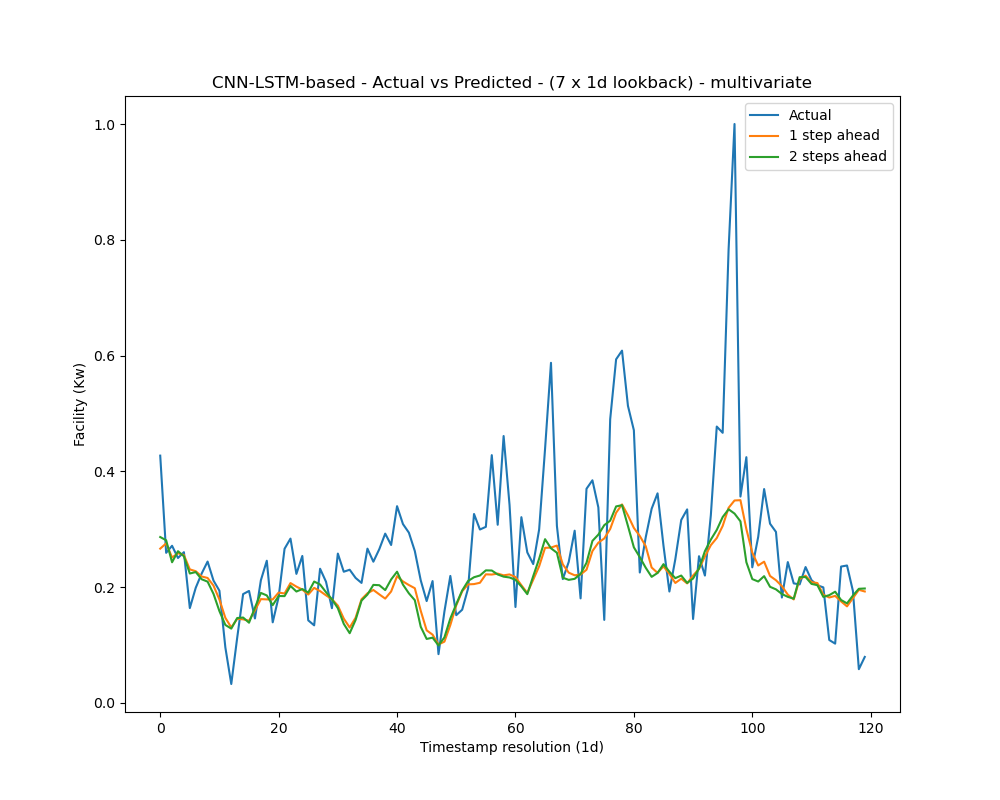 CNN-LSTM-based - Actual vs Predicted - (7 x 1d lookback) - multivariate
Actual
1 step ahead
2 steps ahead
1.0
0.8
0.6
0.4
0.2
0.0
Facility (Kw)
0 20 40 60 80 100 120
Timestamp resolution (1d)